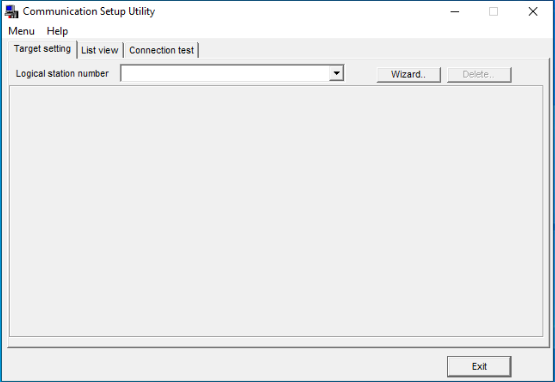 Communication Setup Utility
Menu Help
Target setting List view Connection test
Logical station number Wizard.. Delete..
Exit